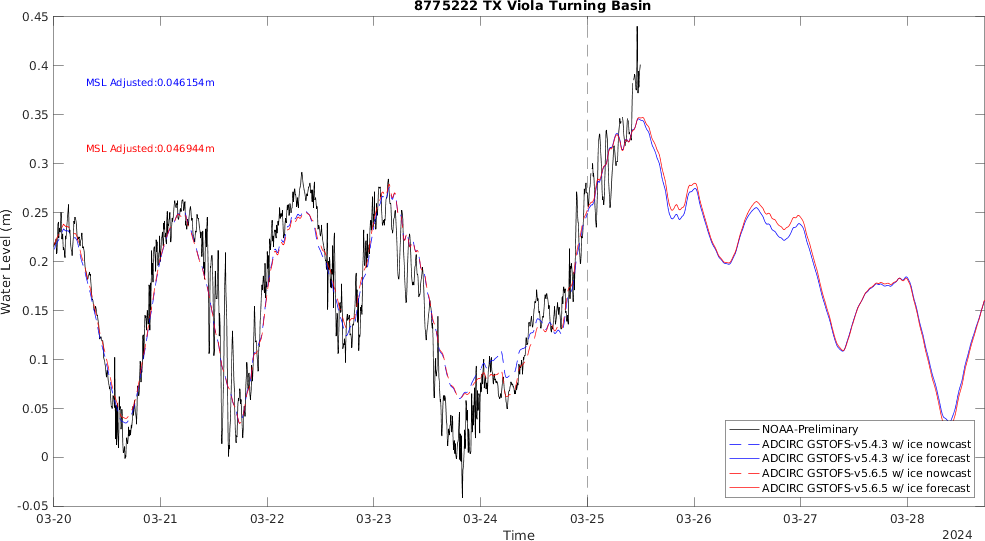 8775222 TX Viola Turning Basin
0.45
0.4
0.35
0.3
0.25
0.2
0.15
0.1
0.05
0
-0.05
Water Level (m)
MSL Adjusted:0.046154m
MSL Adjusted:0.046944m
NOAA-Preliminary
ADCIRC GSTOFS-v5.4.3 w/ ice nowcast
ADCIRC GSTOFS-v5.4.3 w/ ice forecast
ADCIRC GSTOFS-v5.6.5 w/ ice nowcast
ADCIRC GSTOFS-v5.6.5 w/ ice forecast
03-20 03-21 03-22 03-23 03-24 03-25 03-26 03-27 03-28
Time
2024